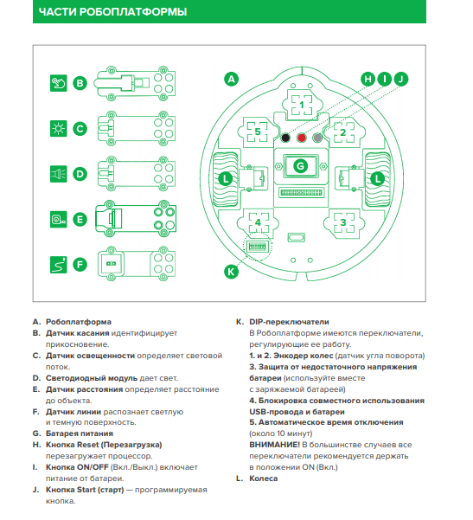 ЧАСТИ РОБОПЛАТФОРМЫ
B
C
D
E
F
A
H I J
1
5
2
G
L
L
4
3
K
A. Робоплатформа
B. Датчик касания идентифицирует
прикосновение.
C. Датчик освещенности определяет световой
поток.
D. Светодиодный модуль дает свет.
E. Датчик расстояния определяет расстояние
до объекта.
F. Датчик линии распознает светлую
и темную поверхность.
G. Батарея питания
H. Кнопка Reset (Перезагрузка)
перезагружает процессор.
I. Кнопка ON/OFF (Вкл./Выкл.) включает
питание от батареи.
J. Кнопка Start (старт) — программируемая
кнопка.
K. DIP-переключатели
В Робоплатформе имеются переключатели,
регулирующие ее работу.
1. и 2. Энкодер колес (датчик угла поворота)
3. Защита от недостаточного напряжения
батареи (используйте вместе
с заряжаемой батареей)
4. Блокировка совместного использования
USB-провода и батареи
5. Автоматическое время отключения
(около 10 минут)
ВНИМАНИЕ! В большинстве случаев все
переключатели рекомендуется держать
в положении ON (Вкл.)
L. Колеса